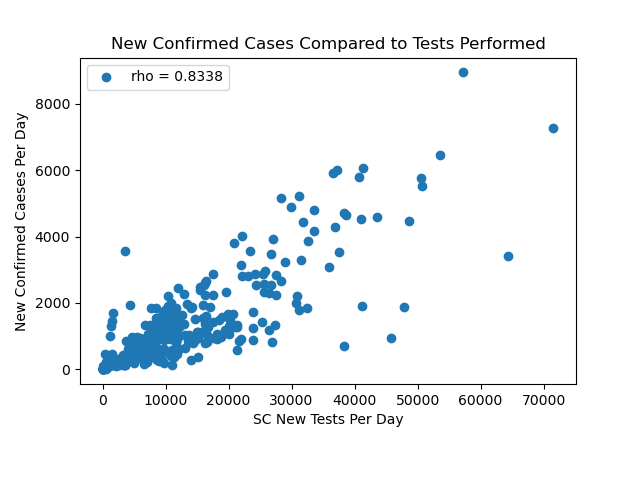 New Confirmed Cases Compared to Tests Performed
rho = 0.8338
New Confirmed Caeses Per Day
8000
6000
4000
2000
0
0 10000 20000 30000 40000 50000 60000 70000
SC New Tests Per Day